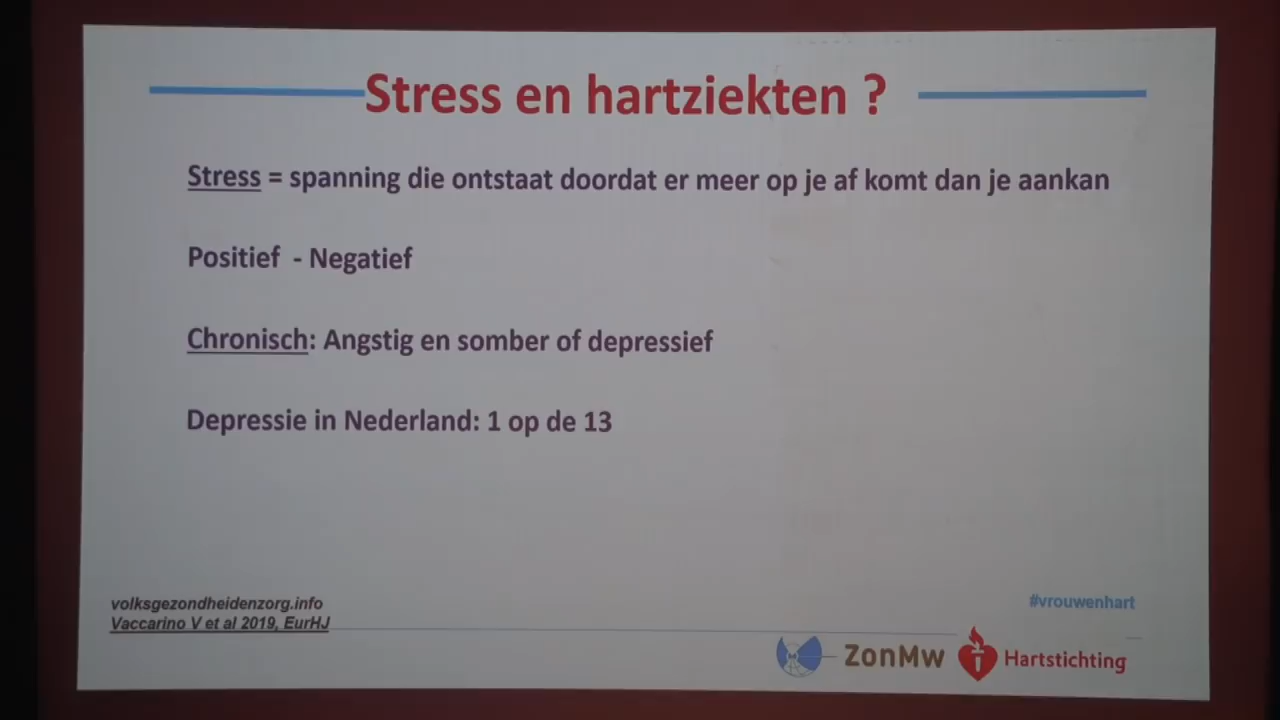 Stress en hartziekten ?
Stress = spanning die ontstaat doordat er meer op je af komt dan je aankan
Positief - Negatief
Chronisch: Angstig en somber of depressief
Depressie in Nederland: 1 op de 13
volksgezondheidenzorg.info
Vaccarino V et al 2019, EurHJ
#vrouwenhart
ZonMw
Hartstichting